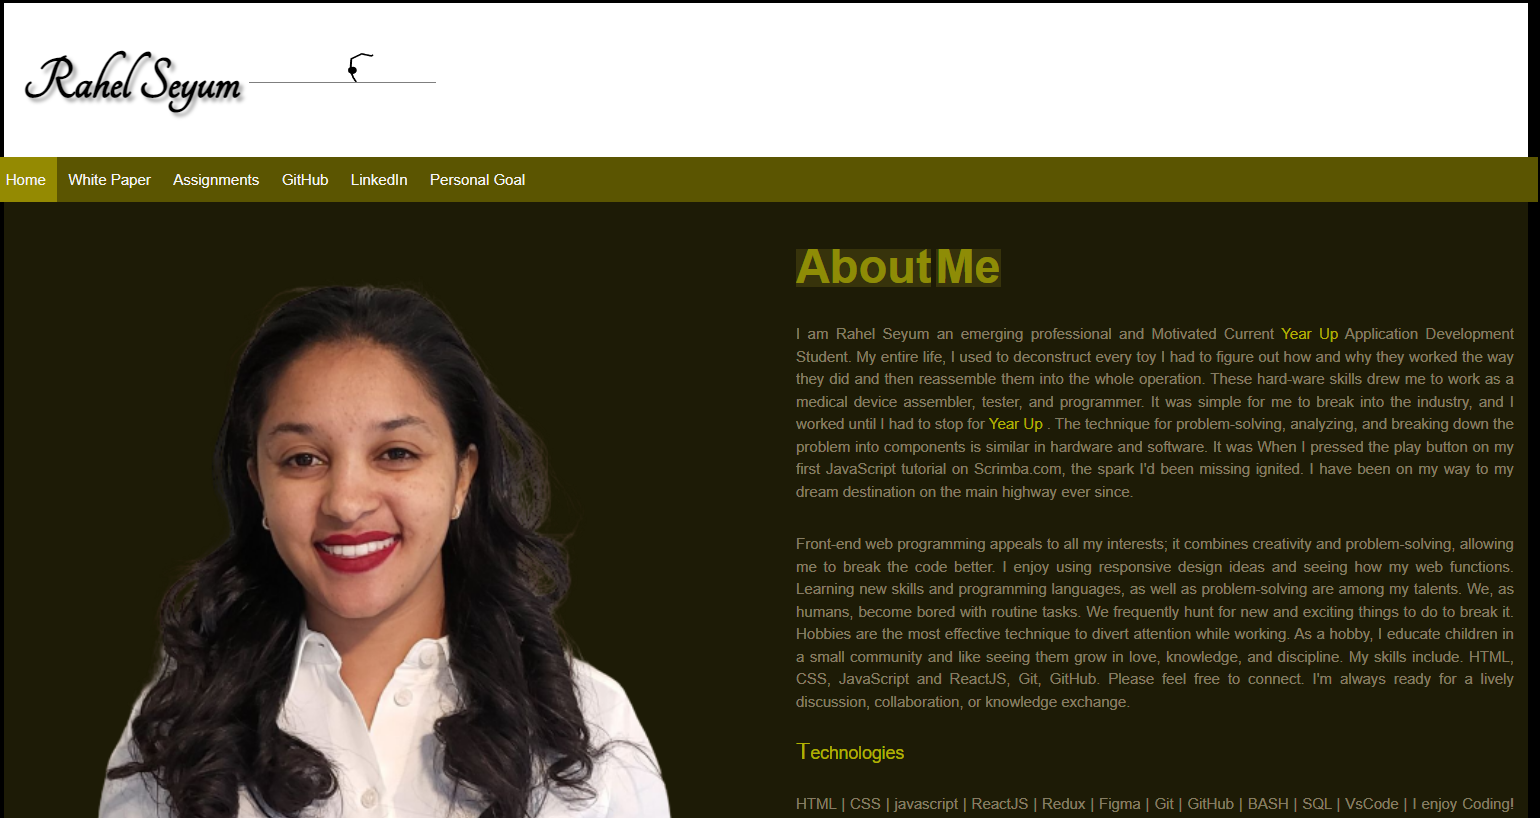 Rahel Seyum
Home White Paper Assignments GitHub LinkedIn Personal Goal
About Me
I am Rahel Seyum an emerging professional and Motivated Current Year Up Application Development
Student. My entire life, I used to deconstruct every toy I had to figure out how and why they worked the way
they did and then reassemble them into the whole operation. These hard-ware skills drew me to work as a
medical device assembler, tester, and programmer. It was simple for me to break into the industry, and I
worked until I had to stop for Year Up . The technique for problem-solving, analyzing, and breaking down the
problem into components is similar in hardware and software. It was When I pressed the play button on my
first JavaScript tutorial on Scrimba.com, the spark I'd been missing ignited. I have been on my way to my
dream destination on the main highway ever since.
Front-end web programming appeals to all my interests; it combines creativity and problem-solving, allowing
me to break the code better. I enjoy using responsive design ideas and seeing how my web functions.
Learning new skills and programming languages, as well as problem-solving are among my talents. We, as
humans, become bored with routine tasks. We frequently hunt for new and exciting things to do to break it.
Hobbies are the most effective technique to divert attention while working. As a hobby, I educate children in
a small community and like seeing them grow in love, knowledge, and discipline. My skills include. HTML,
CSS, JavaScript and ReactJS, Git, GitHub. Please feel free to connect. I'm always ready for a lively
discussion, collaboration, or knowledge exchange.
Technologies
HTML | CSS | javascript | ReactJS | Redux | Figma | Git | GitHub | BASH | SQL | VsCode | I enjoy Coding!